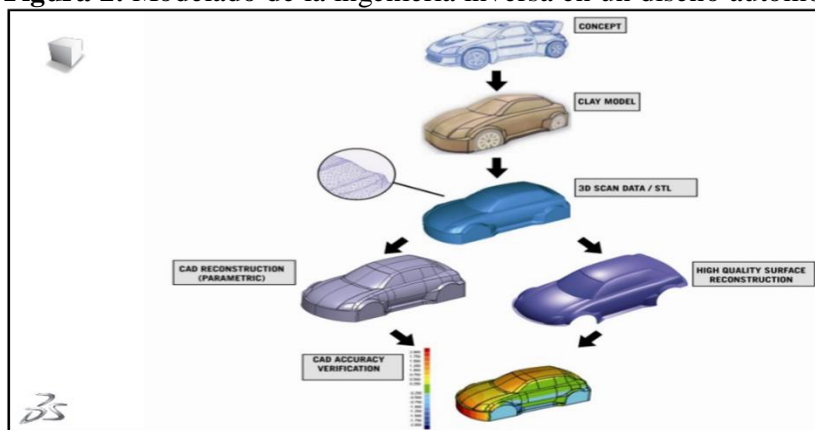 Figura 2. Modelado de la ingeniería inversa en un diseño
CONCEPT
CLAY MODEL
3D SCAN DATA / STL
CAD RECONSTRUCTION
(PARAMETRIC)
HIGH QUALITY SURFACE
RECONSTRUCTION
CAD ACCURACY
VERIFICATION